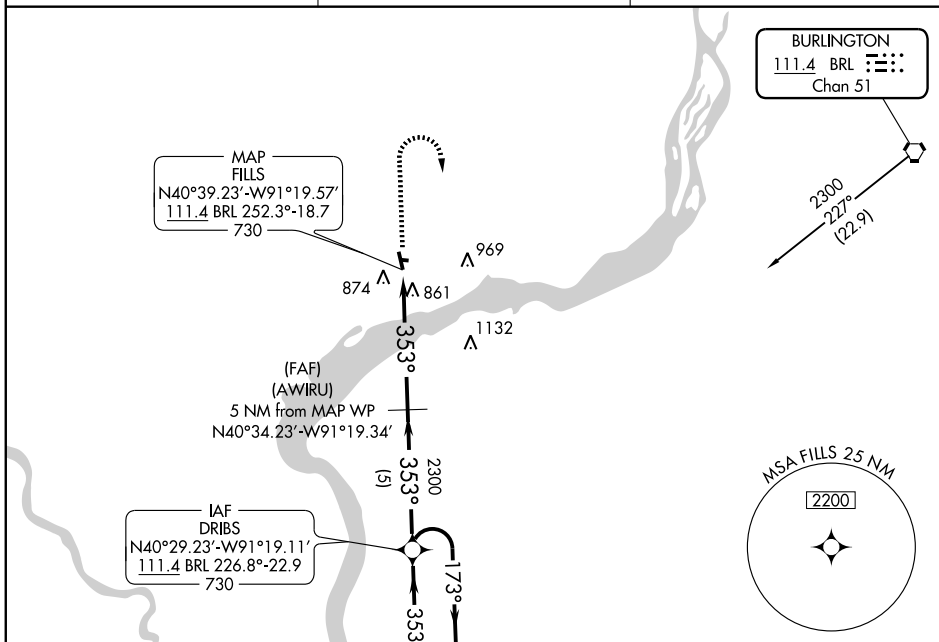 BURLINGTON
111.4 BRL
Chan 51
2300
227°
(22.9)
MAP
FILLS
N40°39.23'-W91°19.57'
111.4 BRL 252.3°-18.7
730
969
874
861
1132
353°
(FAF)
(AWIRU)
5 NM from MAP WP
N40°34.23'-W91°19.34'
2300
353°
(5)
MSA FILLS 25 NM
2200
IAF
DRIBS
N40°29.23'-W91°19.11'
111.4 BRL 226.8°-22.9
730
173°
353